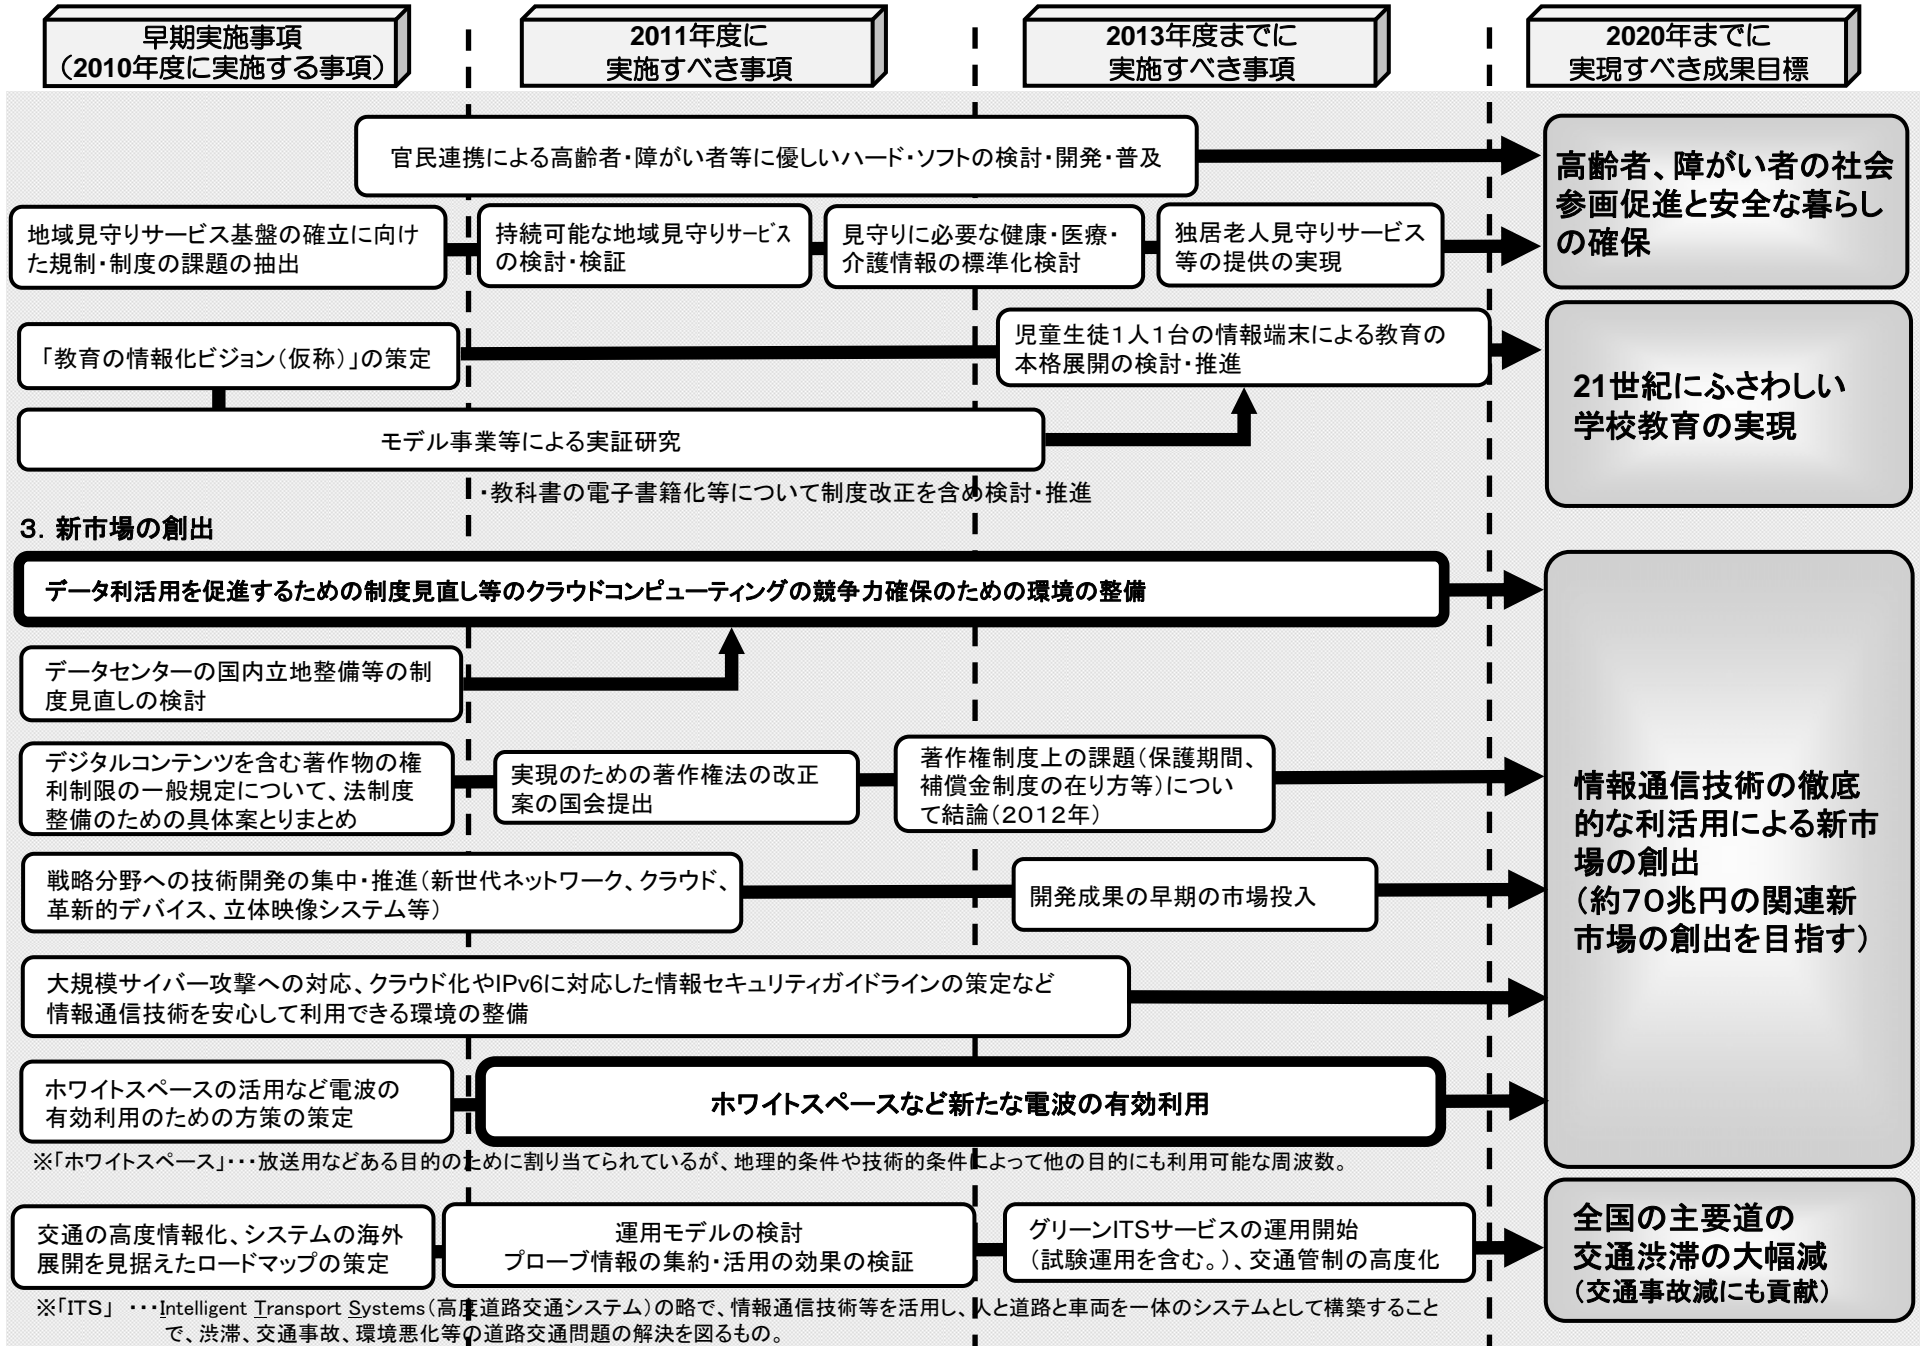 早期実施事項
（2010年度に実施する事項）
2011年度に
実施すべき事項
2013年度までに
実施すべき事項
2020年までに
実現すべき成果目標
官民連携による高齢者・障がい者等に優しいハード・ソフトの検討・開発・普及
高齢者、障がい者の社会
参画促進と安全な暮らし
の確保
地域見守りサービス基盤の確立に向け
た規制・制度の課題の抽出
持続可能な地域見守りサービス
の検討・検証
見守りに必要な健康・医療・
介護情報の標準化検討
独居老人見守りサービス
等の提供の実現
「教育の情報化ビジョン（仮称）」の策定
児童生徒１人１台の情報端末による教育の
本格展開の検討・推進
21世紀にふさわしい
学校教育の実現
モデル事業等による実証研究
・教科書の電子書籍化等について制度改正を含め検討・推進
３．新市場の創出
データ利活用を促進するための制度見直し等のクラウドコンピューティングの競争力確保のための環境の整備
データセンターの国内立地整備等の制
度見直しの検討
デジタルコンテンツを含む著作物の権
利制限の一般規定について、法制度
整備のための具体案とりまとめ
実現のための著作権法の改正
案の国会提出
著作権制度上の課題（保護期間、
補償金制度の在り方等）につい
て結論（２０１２年）
情報通信技術の徹底
的な利活用による新市
場の創出
（約７０兆円の関連新
市場の創出を目指す）
戦略分野への技術開発の集中・推進（新世代ネットワーク、クラウド、
革新的デバイス、立体映像システム等）
開発成果の早期の市場投入
大規模サイバー攻撃への対応、クラウド化やIPv6に対応した情報セキュリティガイドラインの策定など
情報通信技術を安心して利用できる環境の整備
ホワイトスペースの活用など電波の
有効利用のための方策の策定
ホワイトスペースなど新たな電波の有効利用
※「ホワイトスペース」・・・放送用などある目的のために割り当てられているが、地理的条件や技術的条件によって他の目的にも利用可能な周波数。
交通の高度情報化、システムの海外
展開を見据えたロードマップの策定
運用モデルの検討
プローブ情報の集約・活用の効果の検証
グリーンITSサービスの運用開始
（試験運用を含む。）、交通管制の高度化
全国の主要道の
交通渋滞の大幅減
（交通事故減にも貢献）
※「ITS」 ・・・Intelligent Transport Systems（高度道路交通システム）の略で、情報通信技術等を活用し、人と道路と車両を一体のシステムとして構築すること
で、渋滞、交通事故、環境悪化等の道路交通問題の解決を図るもの。